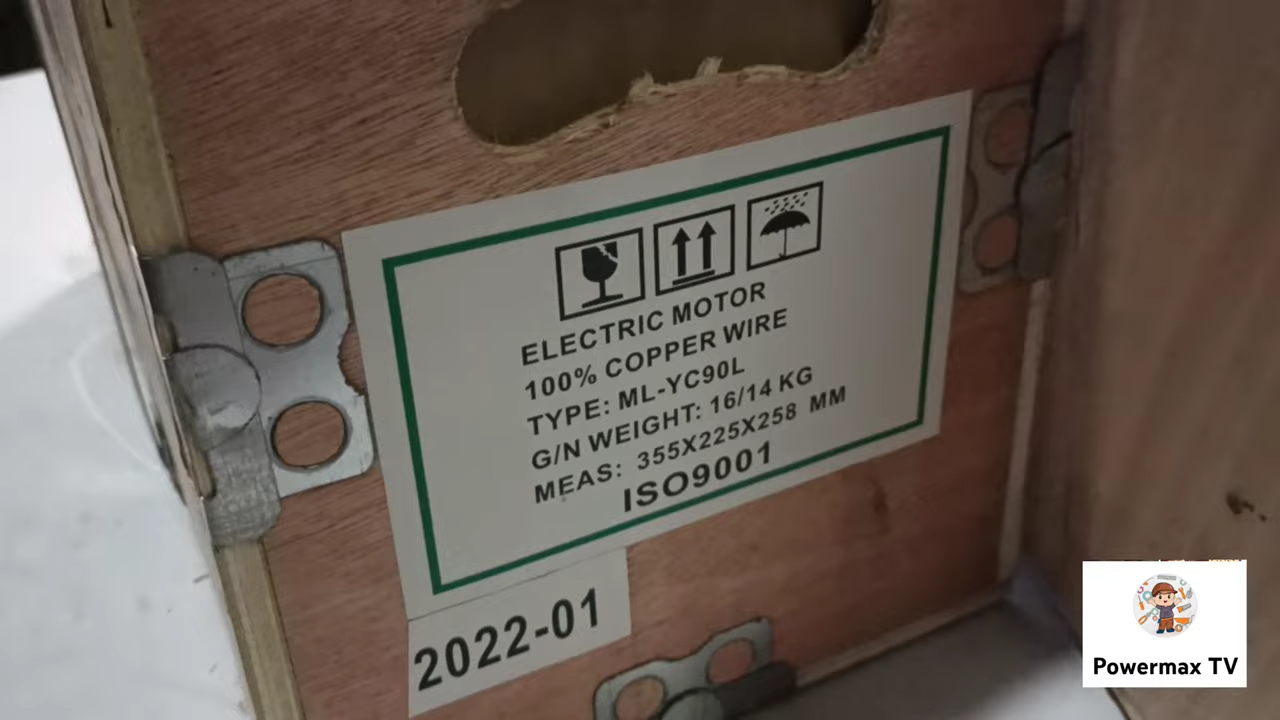 ELECTRIC MOTOR
100% COPPER WIRE
TYPE: ML-YC90L
G/N WEIGHT: 16/14 KG
MEAS: 355X225X258 MM
ISO9001
2022-01
Powermax TV